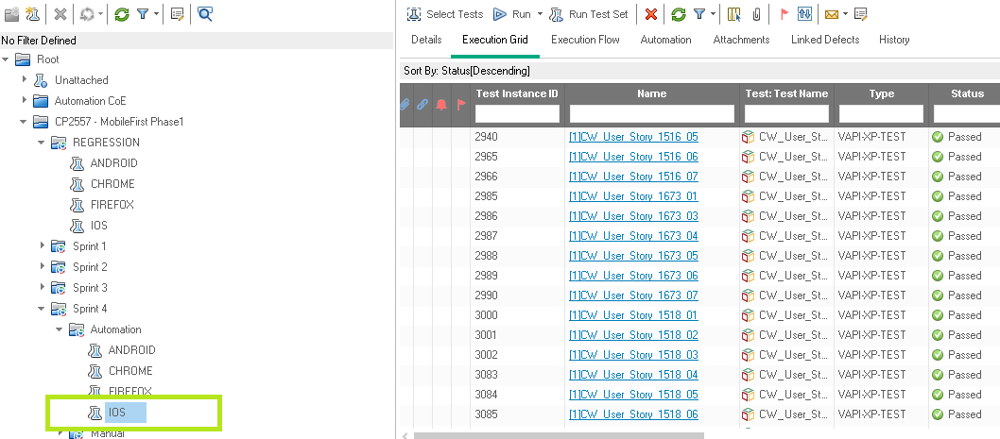 No Filter Defined
Root
Unattached
Automation CoE
CP2557 - MobileFirst Phase1
REGRESSION
ANDROID
CHROME
FIREFOX
IOS
Sprint 1
Sprint 2
Sprint 3
Sprint 4
Automation
ANDROID
CHROME
FIREFOX
IOS
Manual
Select Tests Run Run Test Set
Details Execution Grid Execution Flow Automation Attachments Linked Defects History
Sort By: Status[Descending]
Test Instance ID Name Test: Test Name Type Status
2940 [1]CW_User_Story_1516_05 CW_User_St... VAPI-XP-TEST Passed
2965 [1]CW_User_Story_1516_06 CW_User_St... VAPI-XP-TEST Passed
2966 [1]CW_User_Story_1516_07 CW_User_St... VAPI-XP-TEST Passed
2985 [1]CW_User_Story_1673_01 CW_User_St... VAPI-XP-TEST Passed
2986 [1]CW_User_Story_1673_03 CW_User_St... VAPI-XP-TEST Passed
2987 [1]CW_User_Story_1673_04 CW_User_St... VAPI-XP-TEST Passed
2988 [1]CW_User_Story_1673_05 CW_User_St... VAPI-XP-TEST Passed
2989 [1]CW_User_Story_1673_06 CW_User_St... VAPI-XP-TEST Passed
2990 [1]CW_User_Story_1673_07 CW_User_St... VAPI-XP-TEST Passed
3000 [1]CW_User_Story_1518_01 CW_User_St... VAPI-XP-TEST Passed
3001 [1]CW_User_Story_1518_02 CW_User_St... VAPI-XP-TEST Passed
3002 [1]CW_User_Story_1518_03 CW_User_St... VAPI-XP-TEST Passed
3083 [1]CW_User_Story_1518_04 CW_User_St... VAPI-XP-TEST Passed
3084 [1]CW_User_Story_1518_05 CW_User_St... VAPI-XP-TEST Passed
3085 [1]CW_User_Story_1518_06 CW_User_St... VAPI-XP-TEST Passed